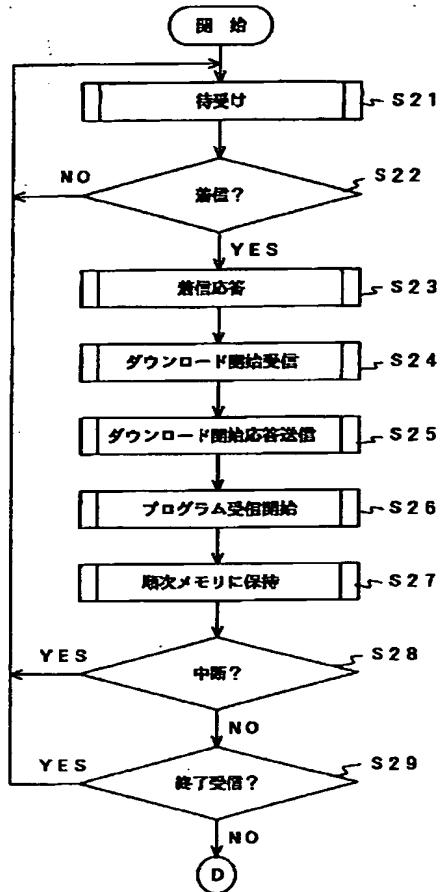 開始
待受け
S21
着信?
S22
NO
YES
着信応答
S23
ダウンロード開始受信
S24
ダウンロード開始応答送信
S25
プログラム受信開始
S26
順次メモリに保持
S27
中断?
S28
YES
NO
終了受信?
S29
YES
NO
D